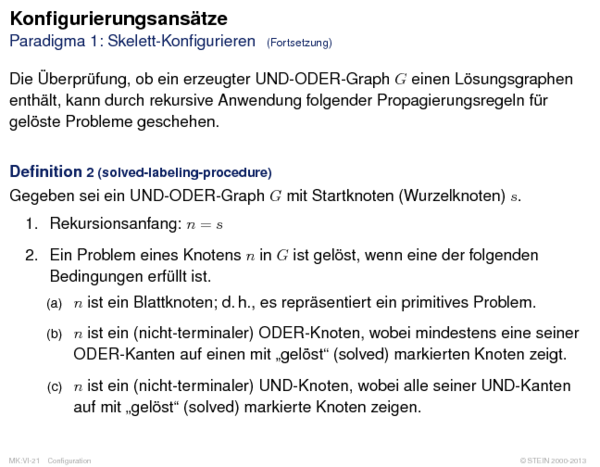 Konfigurierungsansätze
Paradigma 1: Skelett-Konfigurieren (Fortsetzung)
Die Überprüfung, ob ein erzeugter UND-ODER-Graph G einen Lösungsgraphen
enthält, kann durch rekursive Anwendung folgender Propagierungsregeln für
gelöste Probleme geschehen.
Definition 2 (solved-labeling-procedure)
Gegeben sei ein UND-ODER-Graph G mit Startknoten (Wurzelknoten) s.
1. Rekursionsanfang: n = s
2. Ein Problem eines Knotens n in G ist gelöst, wenn eine der folgenden
Bedingungen erfüllt ist.
(a) n ist ein Blattknoten; d. h., es repräsentiert ein primitives Problem.
(b) n ist ein (nicht-terminaler) ODER-Knoten, wobei mindestens eine seiner
ODER-Kanten auf einen mit „gelöst“ (solved) markierten Knoten zeigt.
(c) n ist ein (nicht-terminaler) UND-Knoten, wobei alle seiner UND-Kanten
auf mit „gelöst“ (solved) markierte Knoten zeigen.
MK:VI-21 Configuration © STEIN 2000-2013